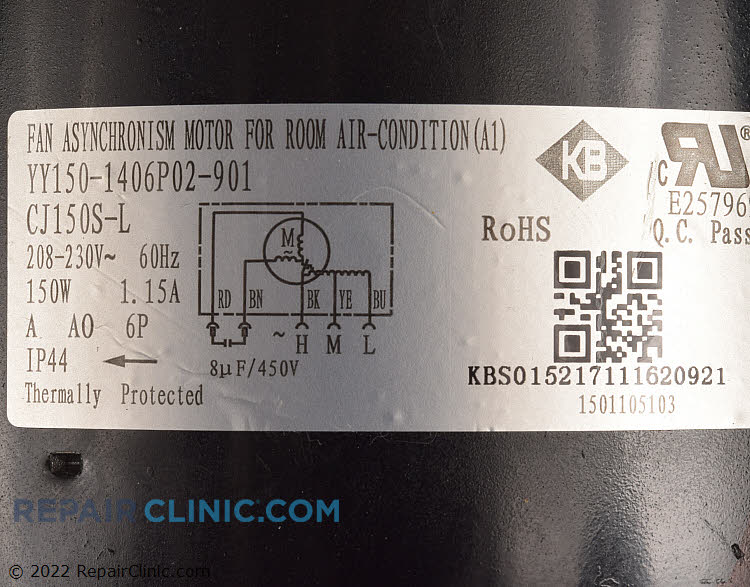 FAN ASYNCHRONISM MOTOR FOR ROOM AIR-CONDITION(A1)
YY150-1406P02-901
CJ150S-L
208-230V~ 60Hz
150W 1.15A
A AO 6P
IP44
Thermally Protected
M
~
RD BN BK YE BU
~ H M L
8μF/450V
KB
RoHS
c RU ®
E25796
Q.C. Pass
KBS015217111620921
1501105103
REPAIRCLINIC.COM
© 2022 RepairClinic.com